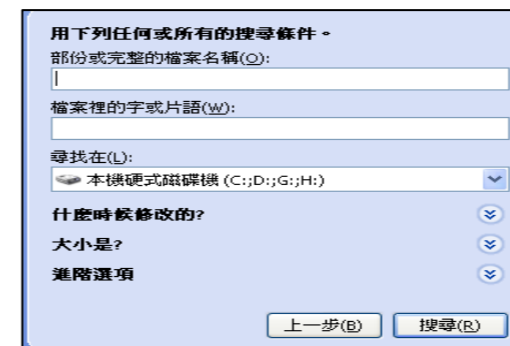 用下列任何或所有的搜尋條件。
部份或完整的檔案名稱(O):
檔案裡的字或片語(W):
尋找在(L):
本機硬式磁碟機 (C:;D:;G:;H:)
什麼時候修改的?
大小是?
進階選項
上一步(B) 搜尋(R)